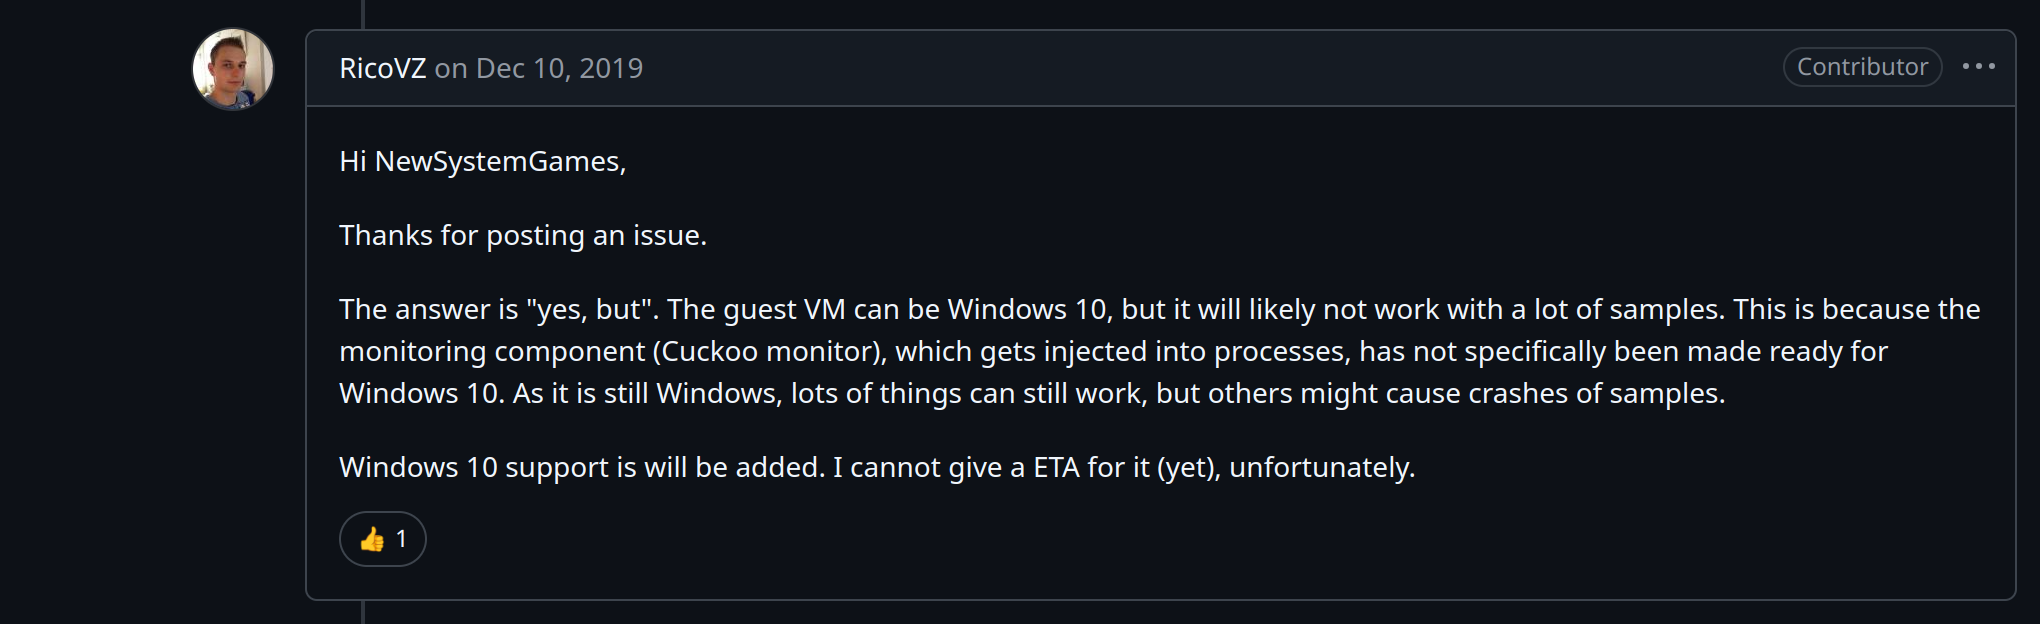 RicoVZ on Dec 10, 2019
Contributor
Hi NewSystemGames,
Thanks for posting an issue.
The answer is "yes, but". The guest VM can be Windows 10, but it will likely not work with a lot of samples. This is because the
monitoring component (Cuckoo monitor), which gets injected into processes, has not specifically been made ready for
Windows 10. As it is still Windows, lots of things can still work, but others might cause crashes of samples.
Windows 10 support is will be added. I cannot give a ETA for it (yet), unfortunately.
👍 1